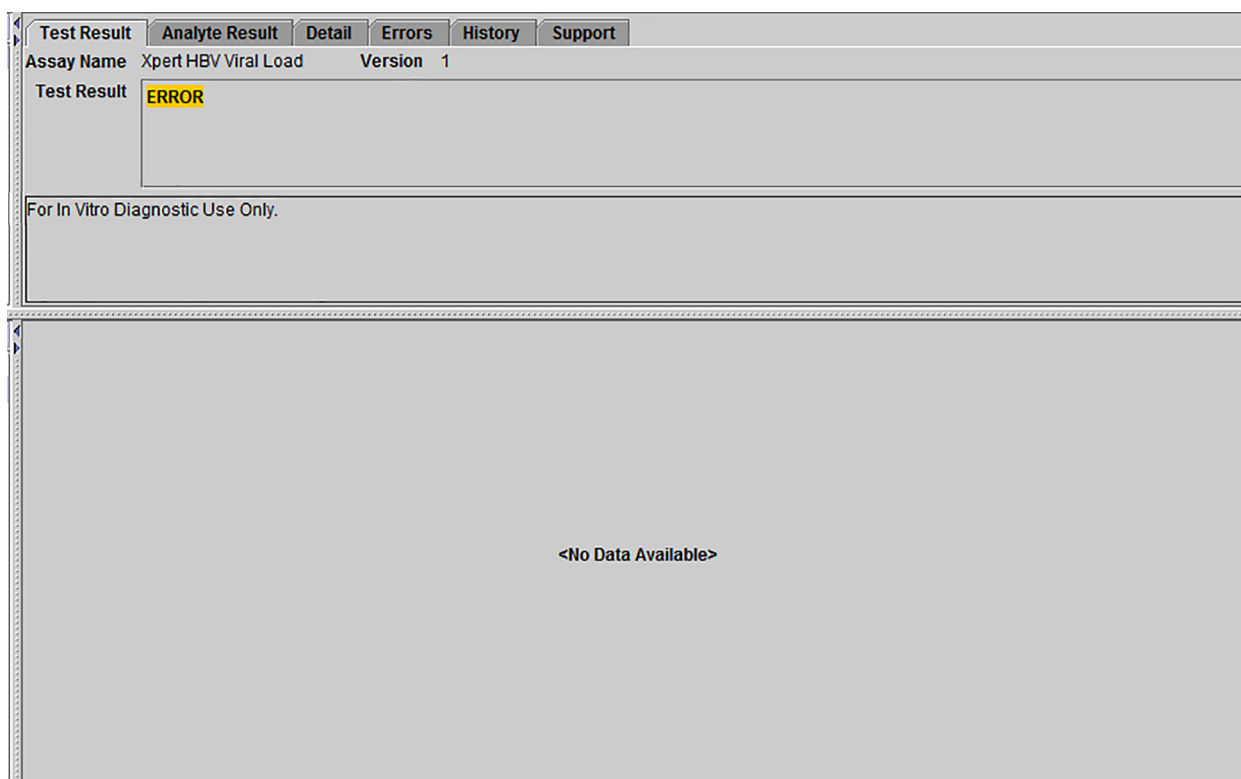 Test Result Analyte Result Detail Errors History Support
Assay Name Xpert HBV Viral Load Version 1
Test Result ERROR
For In Vitro Diagnostic Use Only.
<No Data Available>